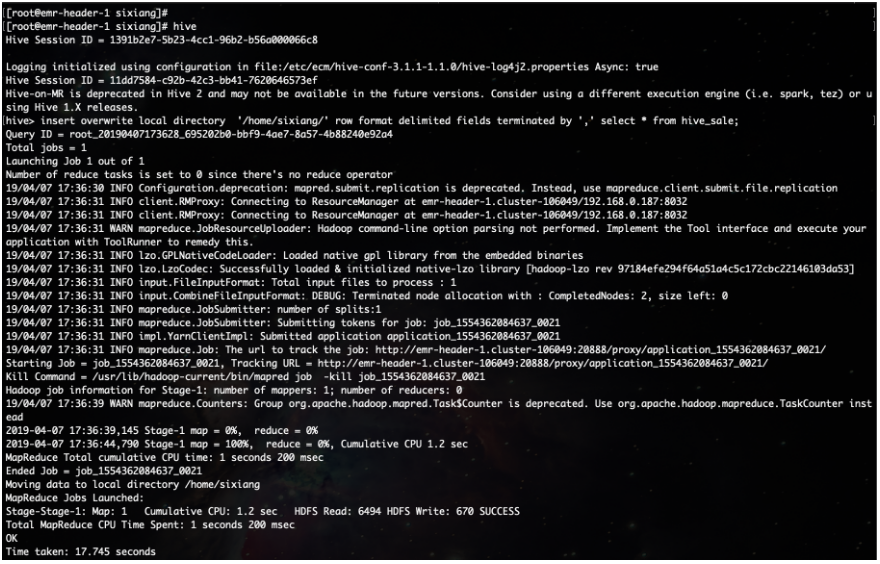 [root@emr-header-1 sixiang]#
[root@emr-header-1 sixiang]# hive
Hive Session ID = 1391b2e7-5b23-4cc1-96b2-b56a000066c8
Logging initialized using configuration in file:/etc/ecm/hive-conf-3.1.1-1.1.0/hive-log4j2.properties Async: true
Hive Session ID = 11dd7584-c92b-42c3-bb41-7620646573ef
Hive-on-MR is deprecated in Hive 2 and may not be available in the future versions. Consider using a different execution engine (i.e. spark, tez) or u
sing Hive 1.X releases.
hive> insert overwrite local directory  '/home/sixiang/' row format delimited fields terminated by ',' select * from hive_sale;
Query ID = root_20190407173628_695202b0-bbf9-4ae7-8a57-4b88240e92a4
Total jobs = 1
Launching Job 1 out of 1
Number of reduce tasks is set to 0 since there's no reduce operator
19/04/07 17:36:30 INFO Configuration.deprecation: mapred.submit.replication is deprecated. Instead, use mapreduce.client.submit.file.replication
19/04/07 17:36:31 INFO client.RMProxy: Connecting to ResourceManager at emr-header-1.cluster-106049/192.168.0.187:8032
19/04/07 17:36:31 INFO client.RMProxy: Connecting to ResourceManager at emr-header-1.cluster-106049/192.168.0.187:8032
19/04/07 17:36:31 WARN mapreduce.JobResourceUploader: Hadoop command-line option parsing not performed. Implement the Tool interface and execute your
application with ToolRunner to remedy this.
19/04/07 17:36:31 INFO lzo.GPLNativeCodeLoader: Loaded native gpl library from the embedded binaries
19/04/07 17:36:31 INFO lzo.LzoCodec: Successfully loaded & initialized native-lzo library [hadoop-lzo rev 97184efe294f64a51a4c5c172cbc22146103da53]
19/04/07 17:36:31 INFO input.FileInputFormat: Total input files to process : 1
19/04/07 17:36:31 INFO input.CombineFileInputFormat: DEBUG: Terminated node allocation with : CompletedNodes: 2, size left: 0
19/04/07 17:36:31 INFO mapreduce.JobSubmitter: number of splits:1
19/04/07 17:36:31 INFO mapreduce.JobSubmitter: Submitting tokens for job: job_1554362084637_0021
19/04/07 17:36:31 INFO impl.YarnClientImpl: Submitted application application_1554362084637_0021
19/04/07 17:36:31 INFO mapreduce.Job: The url to track the job: http://emr-header-1.cluster-106049:20888/proxy/application_1554362084637_0021/
Starting Job = job_1554362084637_0021, Tracking URL = http://emr-header-1.cluster-106049:20888/proxy/application_1554362084637_0021/
Kill Command = /usr/lib/hadoop-current/bin/mapred job  -kill job_1554362084637_0021
Hadoop job information for Stage-1: number of mappers: 1; number of reducers: 0
19/04/07 17:36:39 WARN mapreduce.Counters: Group org.apache.hadoop.mapred.Task$Counter is deprecated. Use org.apache.hadoop.mapreduce.TaskCounter inst
ead
2019-04-07 17:36:39,145 Stage-1 map = 0%,  reduce = 0%
2019-04-07 17:36:44,790 Stage-1 map = 100%,  reduce = 0%, Cumulative CPU 1.2 sec
MapReduce Total cumulative CPU time: 1 seconds 200 msec
Ended Job = job_1554362084637_0021
Moving data to local directory /home/sixiang
MapReduce Jobs Launched:
Stage-Stage-1: Map: 1   Cumulative CPU: 1.2 sec   HDFS Read: 6494 HDFS Write: 670 SUCCESS
Total MapReduce CPU Time Spent: 1 seconds 200 msec
OK
Time taken: 17.745 seconds